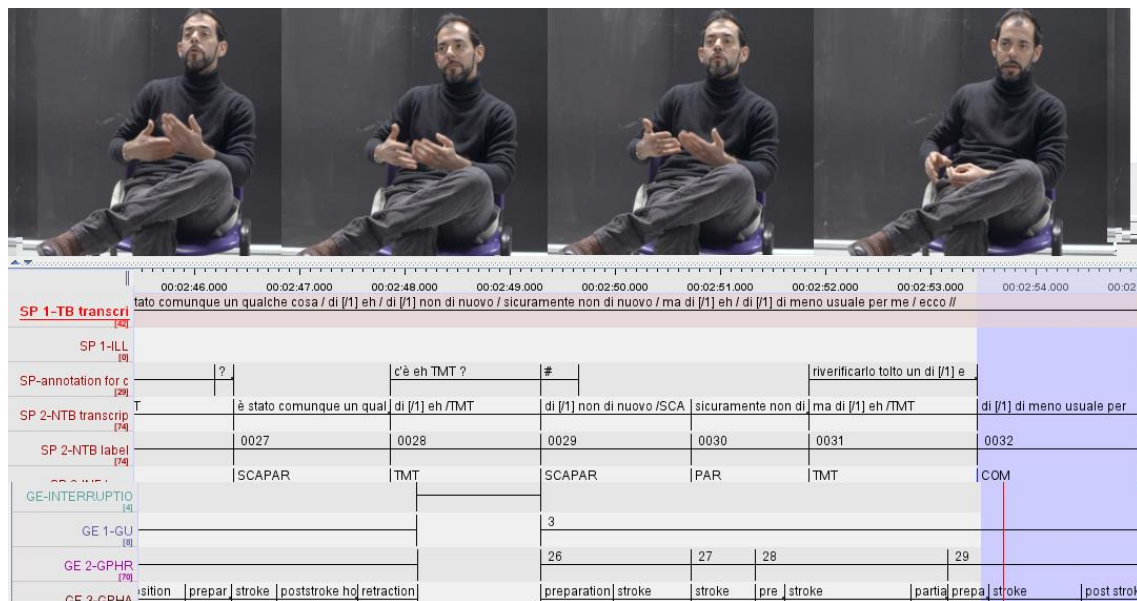 00:02:46.000 00:02:47.000 00:02:48.000 00:02:49.000 00:02:50.000 00:02:51.000 00:02:52.000 00:02:53.000 00:02:54.000 00:02
SP 1-TB transcri tato comunque un qualche cosa / di [/1] eh / di [/1] non di nuovo / sicuramente non di nuovo / ma di [/1] eh / di [/1] di meno usuale per me / ecco //
[42]
SP 1-ILL
[0]
SP-annotation for c ? c'è eh TMT ? # riverificarlo tolto un di [/1] e
[29]
SP 2-NTB transcrip T è stato comunque un qual di [/1] eh /TMT di [/1] non di nuovo /SCA sicuramente non di ma di [/1] eh /TMT di [/1] di meno usuale per
[74]
SP 2-NTB label 0027 0028 0029 0030 0031 0032
[74]
SCAPAR TMT SCAPAR PAR TMT COM
GE-INTERRUPTIO
[4]
GE 1-GU 3
[8]
GE 2-GPHR 26 27 28 29
[70]
GE 3-GPHA sition prepar stroke poststroke ho retraction preparation stroke stroke pre stroke partia prepa stroke post strok